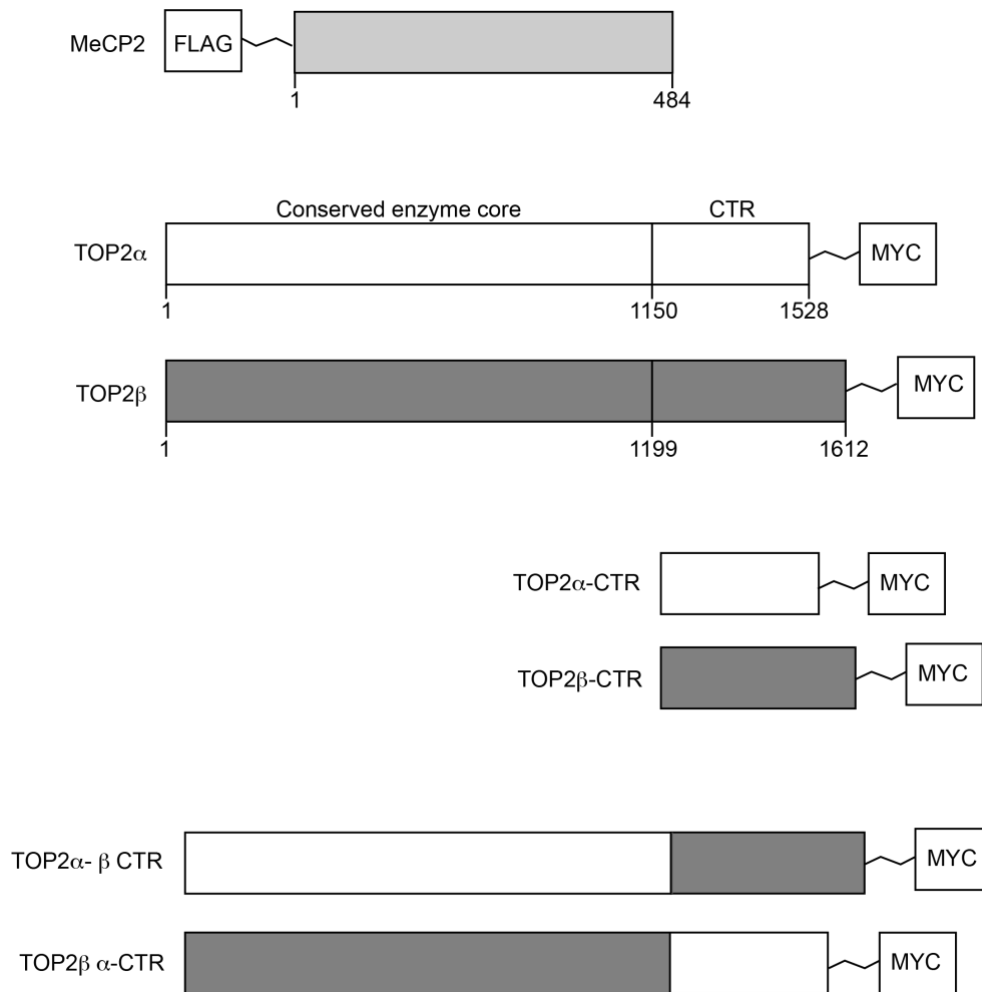 MeCP2 FLAG
1 484
Conserved enzyme core CTR
TOP2α MYC
1 1150 1528
TOP2β MYC
1 1199 1612
TOP2α-CTR MYC
TOP2β-CTR MYC
TOP2α- β CTR MYC
TOP2β α-CTR MYC